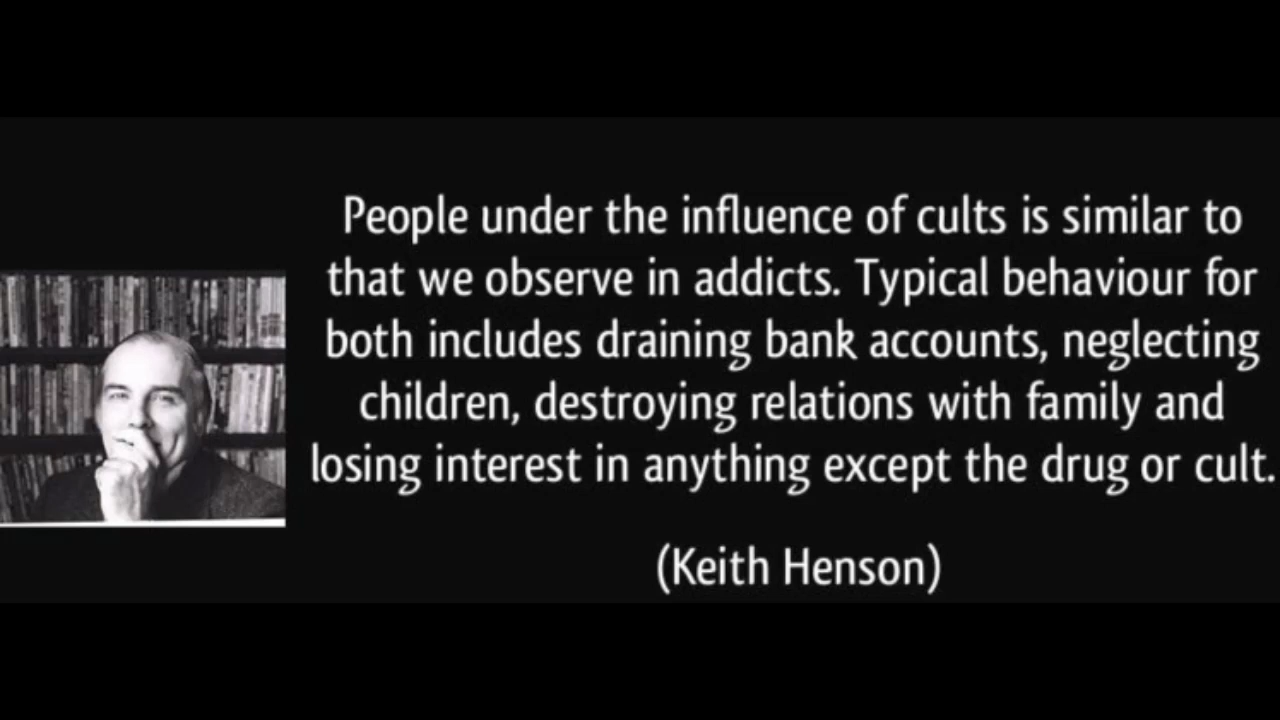 People under the influence of cults is similar to
that we observe in addicts. Typical behaviour for
both includes draining bank accounts, neglecting
children, destroying relations with family and
losing interest in anything except the drug or cult.
(Keith Henson)